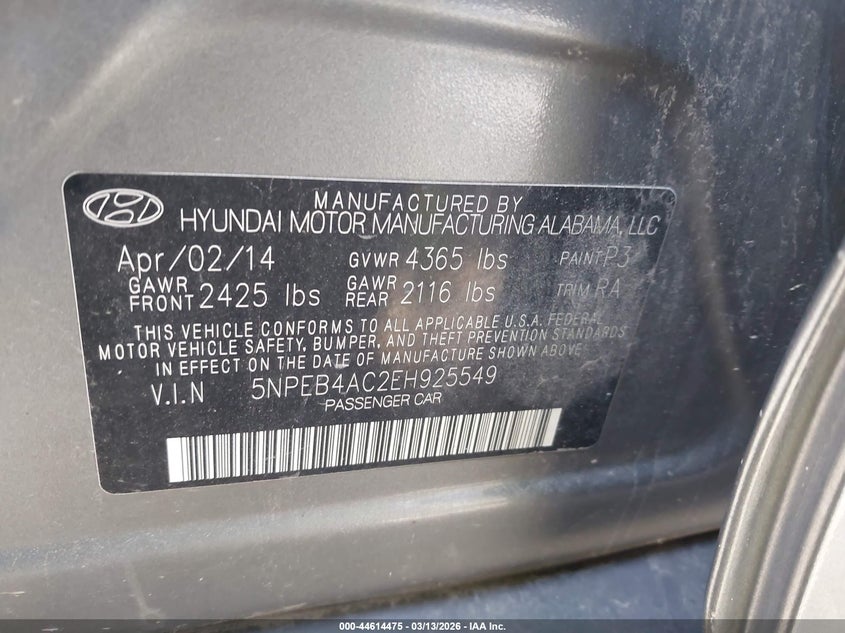 MANUFACTURED BY
HYUNDAI MOTOR MANUFACTURING ALABAMA, LLC
Apr/02/14 GVWR 4365 lbs PAINT P3
GAWR FRONT 2425 lbs GAWR REAR 2116 lbs TRIM RA
THIS VEHICLE CONFORMS TO ALL APPLICABLE U.S.A. FEDERAL
MOTOR VEHICLE SAFETY, BUMPER, AND THEFT PREVENTION STANDARDS
IN EFFECT ON THE DATE OF MANUFACTURE SHOWN ABOVE
V.I.N 5NPEB4AC2EH925549
PASSENGER CAR
000-44614475 - 03/13/2026 - IAA Inc.